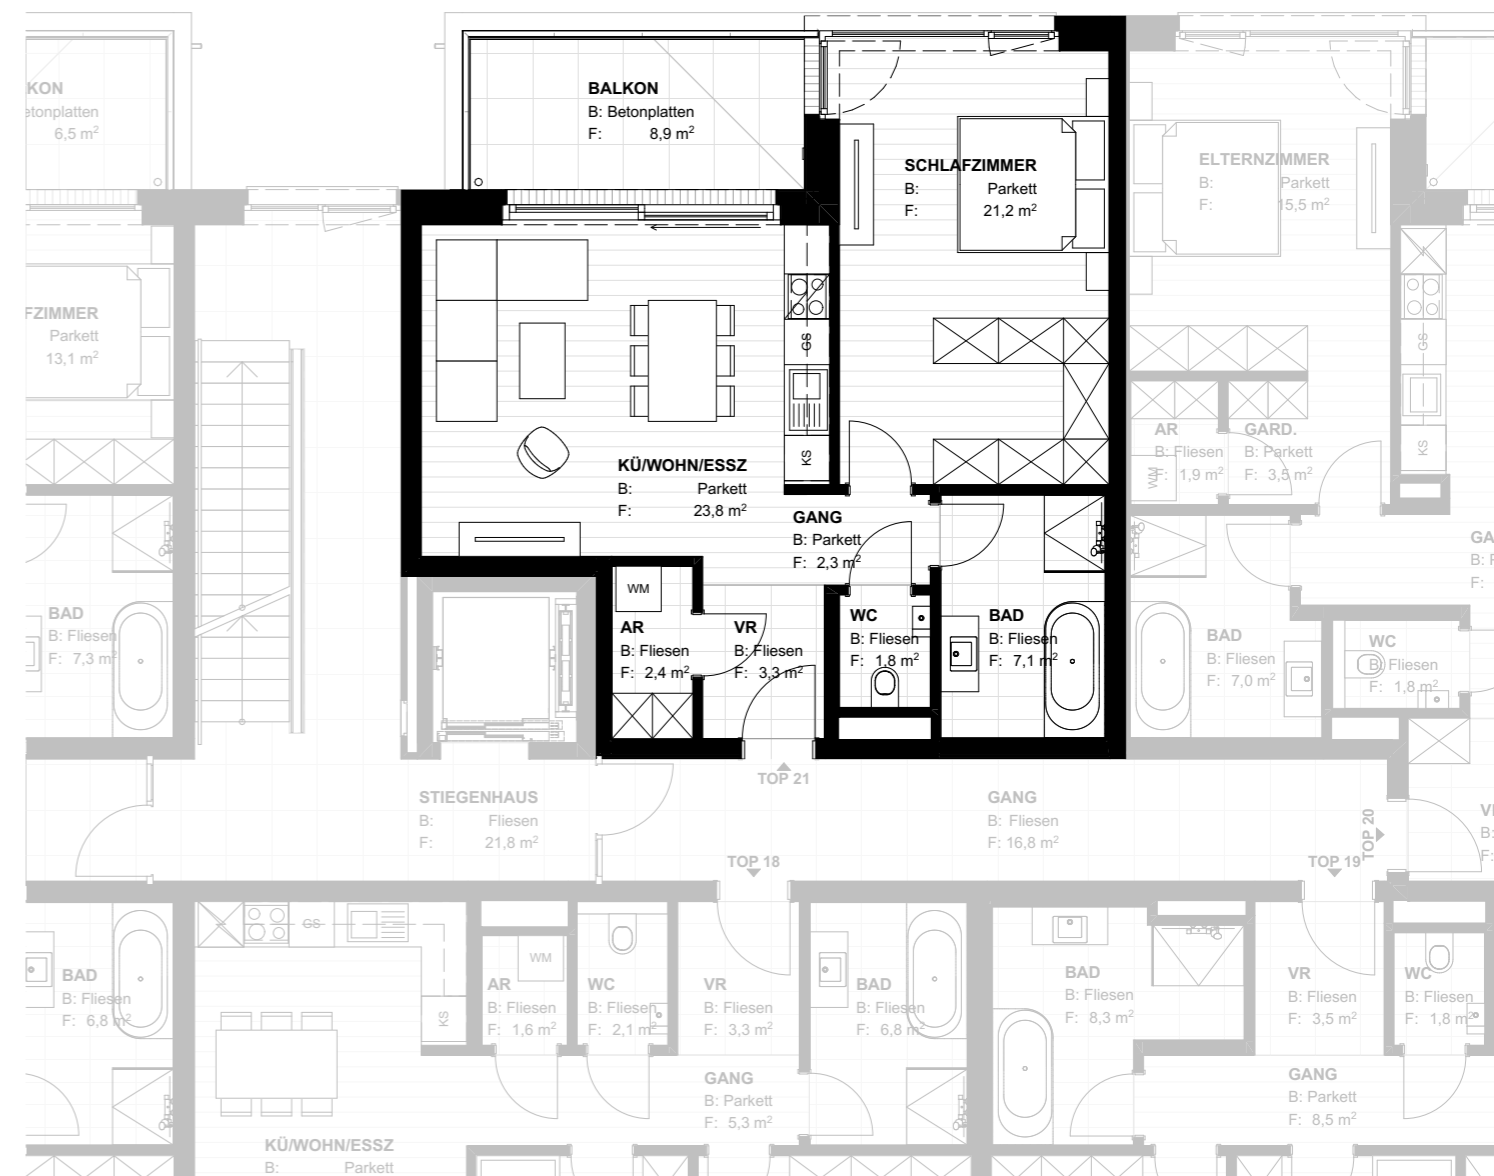 KON
etonplatten
6,5 m²
BALKON
B: Betonplatten
F: 8,9 m²
SCHLAFZIMMER
B: Parkett
F: 21,2 m²
ELTERNZIMMER
B: Parkett
F: 15,5 m²
FZIMMER
Parkett
13,1 m²
GS
KS
GS
KS
KÜ/WOHN/ESSZ
B: Parkett
F: 23,8 m²
AR
B: Fliesen
F: 1,9 m²
WM
GARD.
B: Parkett
F: 3,5 m²
GANG
B: Parkett
F: 2,3 m²
GA
B: F
F:
WM
AR
B: Fliesen
F: 2,4 m²
VR
B: Fliesen
F: 3,3 m²
WC
B: Fliesen
F: 1,8 m²
BAD
B: Fliesen
F: 7,1 m²
BAD
B: Fliesen
F: 7,3 m²
BAD
B: Fliesen
F: 7,0 m²
WC
B: Fliesen
F: 1,8 m²
TOP 21
STIEGENHAUS
B: Fliesen
F: 21,8 m²
GANG
B: Fliesen
F: 16,8 m²
TOP 18
TOP 19
TOP 20
B:
F:
GS
KS
WM
BAD
B: Fliesen
F: 6,8 m²
AR
B: Fliesen
F: 1,6 m²
WC
B: Fliesen
F: 2,1 m²
VR
B: Fliesen
F: 3,3 m²
BAD
B: Fliesen
F: 6,8 m²
BAD
B: Fliesen
F: 8,3 m²
VR
B: Fliesen
F: 3,5 m²
WC
B: Fliesen
F: 1,8 m²
GANG
B: Parkett
F: 5,3 m²
GANG
B: Parkett
F: 8,5 m²
KÜ/WOHN/ESSZ
B: Parkett